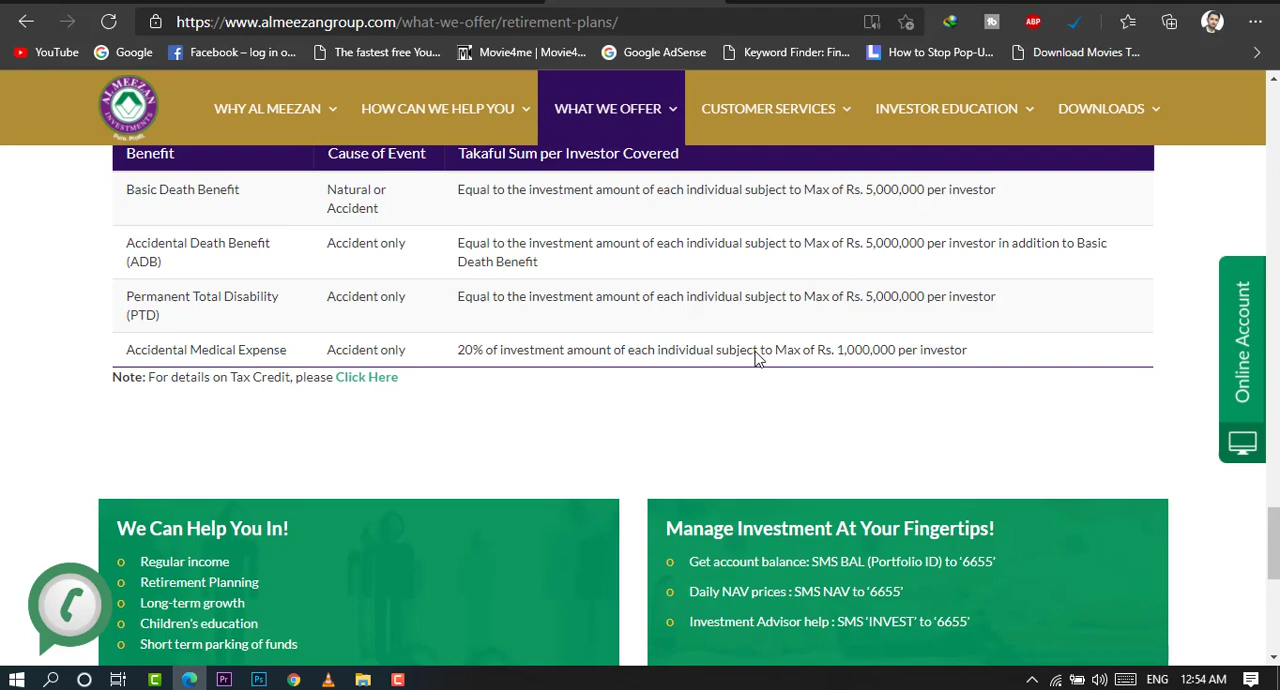 https://www.almeezangroup.com/what-we-offer/retirement-plans/
tb
ABP
YouTube
Google
Facebook – log in o...
The fastest free You...
Movie4me | Movie4...
Google AdSense
Keyword Finder: Fin...
How to Stop Pop-U...
Download Movies T...
AL MEEZAN
INVESTMENTS
Pure. Profit.
WHY AL MEEZAN
HOW CAN WE HELP YOU
WHAT WE OFFER
CUSTOMER SERVICES
INVESTOR EDUCATION
DOWNLOADS
Benefit Cause of Event Takaful Sum per Investor Covered
Basic Death Benefit
Natural or
Accident
Equal to the investment amount of each individual subject to Max of Rs. 5,000,000 per investor
Accidental Death Benefit
(ADB)
Accident only
Equal to the investment amount of each individual subject to Max of Rs. 5,000,000 per investor in addition to Basic
Death Benefit
Permanent Total Disability
(PTD)
Accident only
Equal to the investment amount of each individual subject to Max of Rs. 5,000,000 per investor
Accidental Medical Expense
Accident only
20% of investment amount of each individual subject to Max of Rs. 1,000,000 per investor
Note: For details on Tax Credit, please Click Here
Online Account
We Can Help You In!
Regular income
Retirement Planning
Long-term growth
Children's education
Short term parking of funds
Manage Investment At Your Fingertips!
Get account balance: SMS BAL (Portfolio ID) to ‘6655’
Daily NAV prices : SMS NAV to ‘6655’
Investment Advisor help : SMS ‘INVEST’ to ‘6655’
C
Pr
Ps
C
ENG
12:54 AM